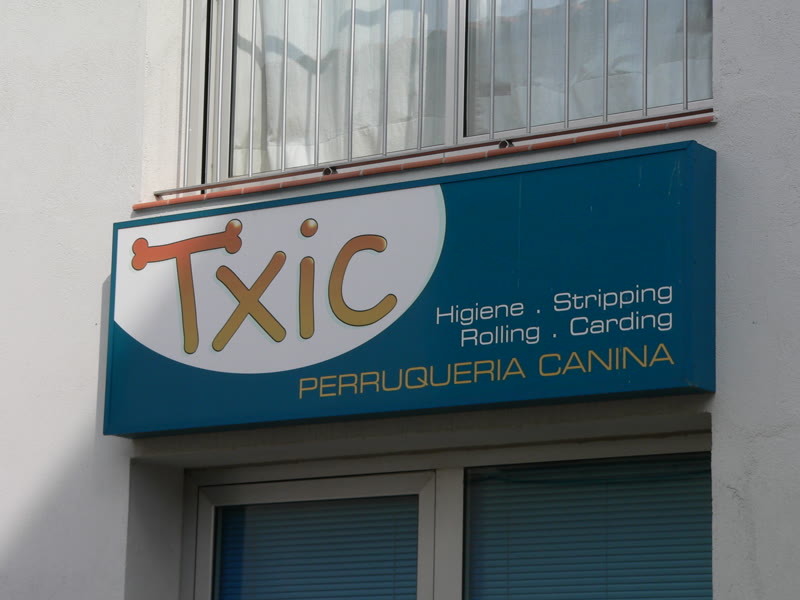 Txic
Higiene . Stripping
Rolling . Carding
PERRUQUERIA CANINA